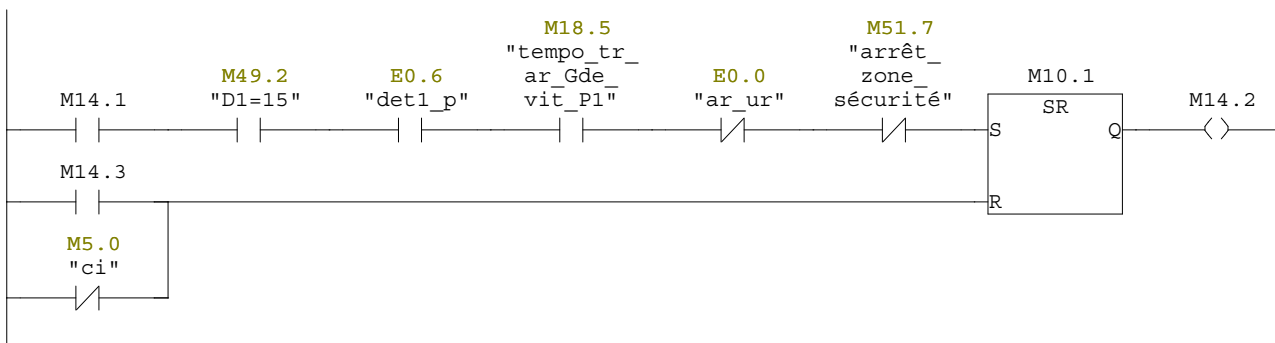 M18.5
M51.7
"tempo_tr_
"arrêt_
M49.2
E0.6
ar_Gde_
E0.0
zone_
M10.1
M14.1
"D1=15"
"det1_p"
vit_P1"
"ar_ur"
sécurité"
SR
M14.2
S
Q
M14.3
R
M5.0
"ci"